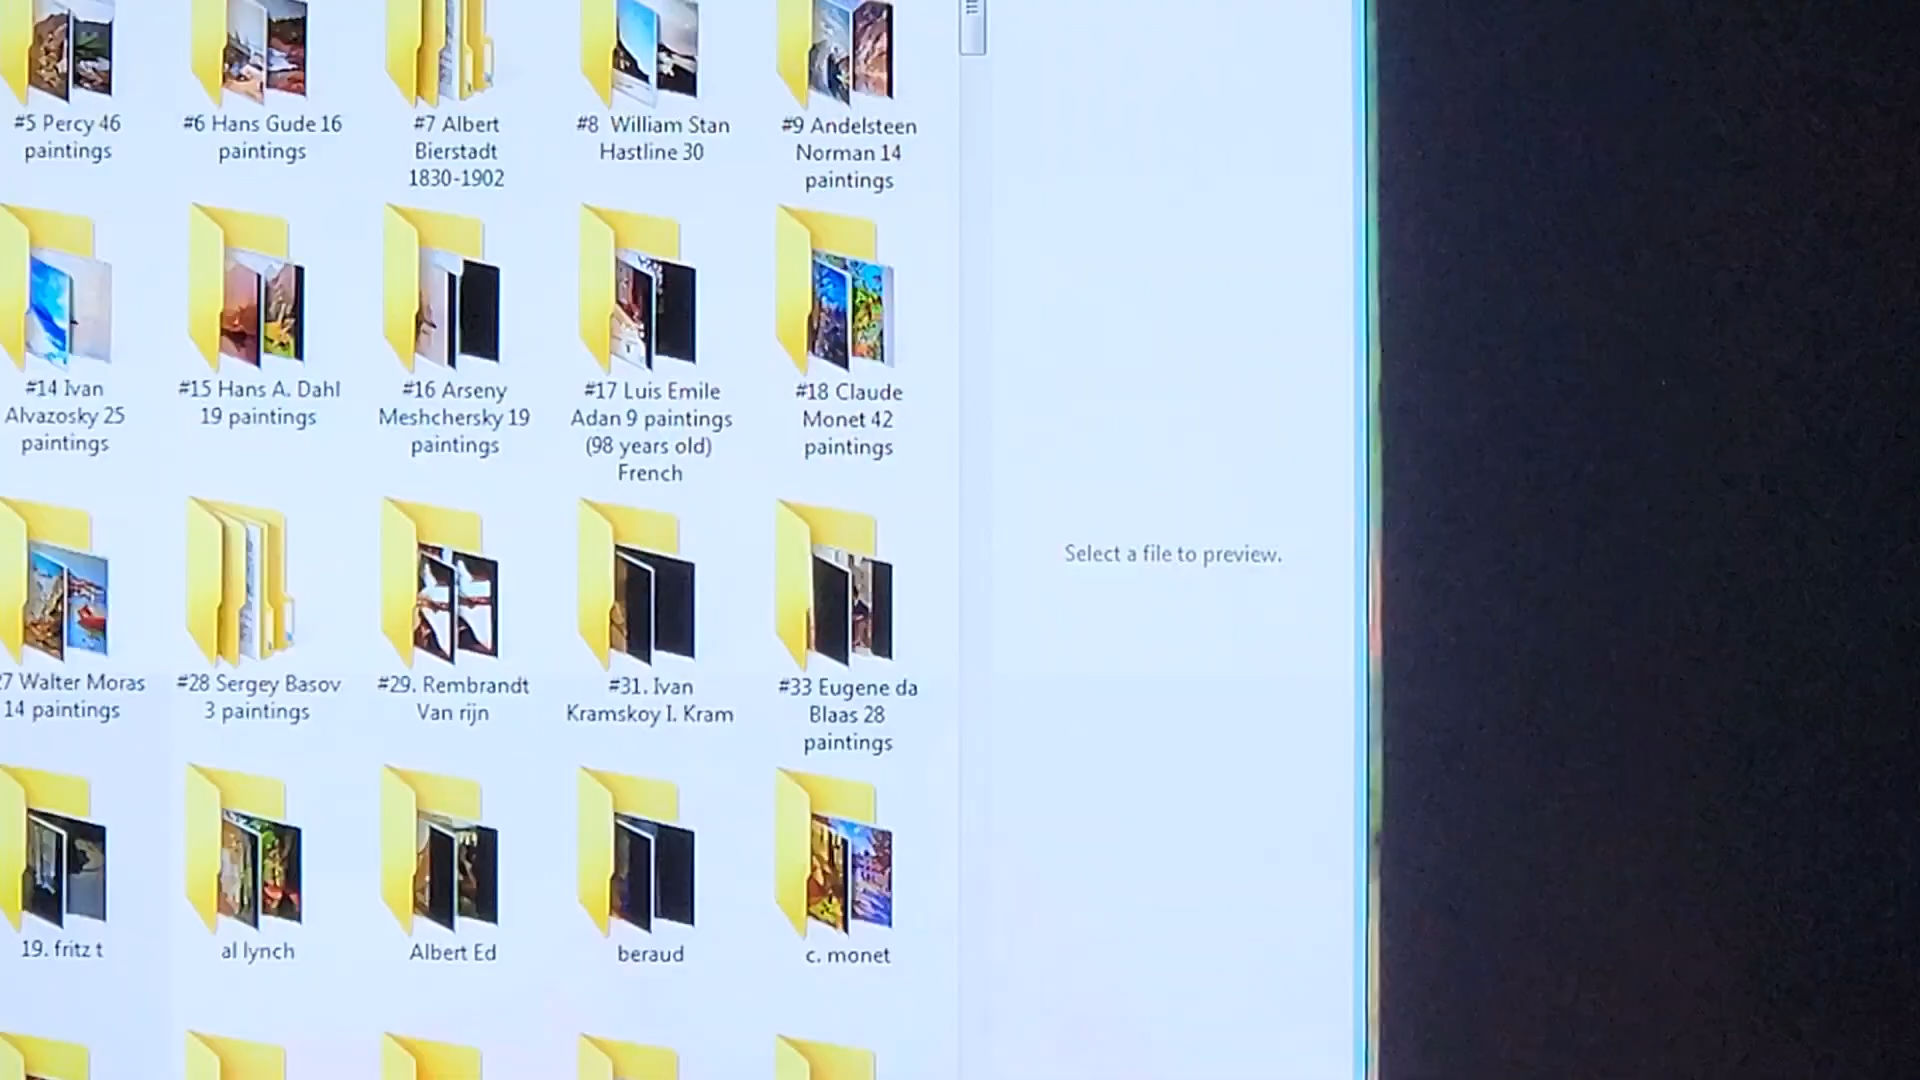 #5 Percy 46
paintings
#6 Hans Gude 16
paintings
#7 Albert
Bierstadt
1830-1902
#8 William Stan
Hastline 30
#9 Andelsteen
Norman 14
paintings
#14 Ivan
Alvazosky 25
paintings
#15 Hans A. Dahl
19 paintings
#16 Arseny
Meshchersky 19
paintings
#17 Luis Emile
Adan 9 paintings
(98 years old)
French
#18 Claude
Monet 42
paintings
Select a file to preview.
7 Walter Moras
14 paintings
#28 Sergey Basov
3 paintings
#29. Rembrandt
Van rijn
#31. Ivan
Kramskoy I. Kram
#33 Eugene da
Blaas 28
paintings
19. fritz t
al lynch
Albert Ed
beraud
c. monet